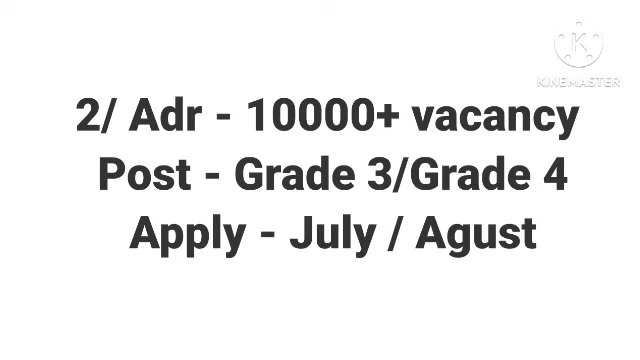 KINEMASTER
2/ Adr - 10000+ vacancy
Post - Grade 3/Grade 4
Apply - July / Agust